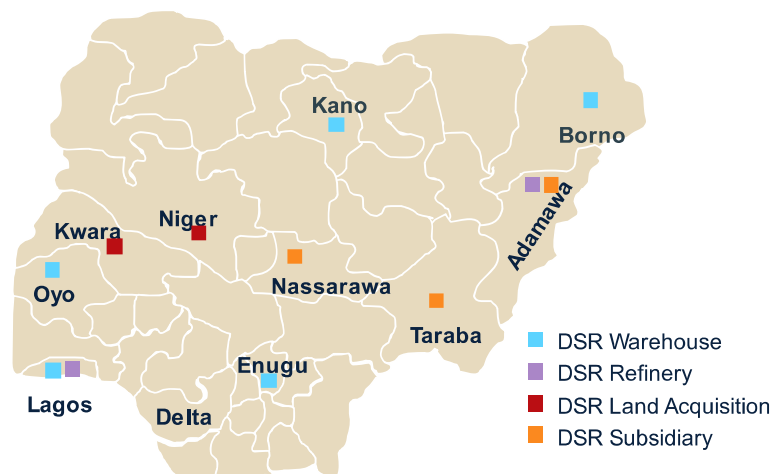 Kano
Borno
Adamawa
Niger
Kwara
Nassarawa
Oyo
Taraba
Enugu
Lagos
Delta
DSR Warehouse
DSR Refinery
DSR Land Acquisition
DSR Subsidiary